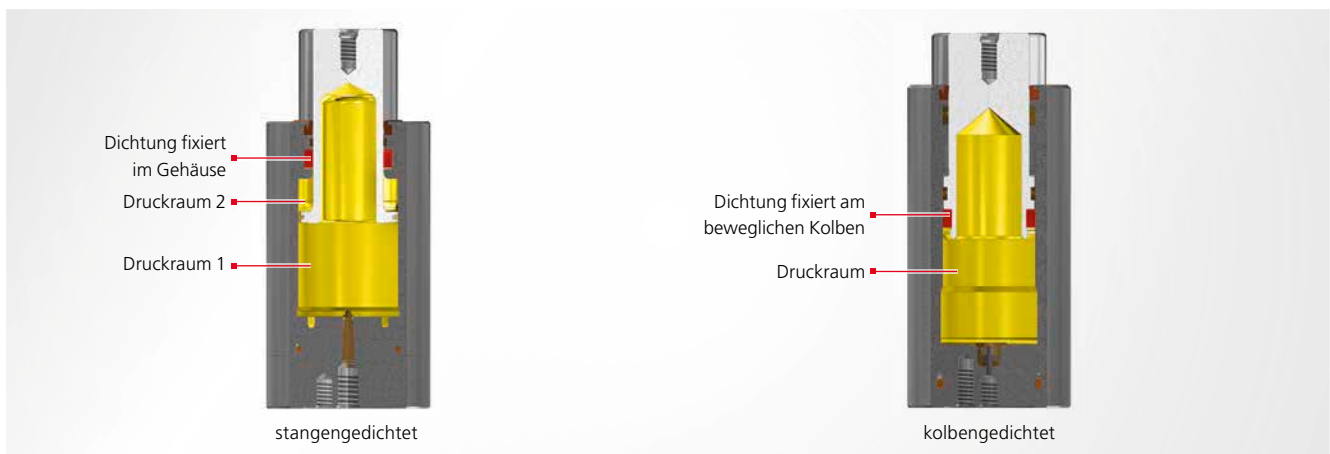 Dichtung fixiert
im Gehäuse
Druckraum 2
Druckraum 1
stangengedichtet
Dichtung fixiert am
beweglichen Kolben
Druckraum
kolbengedichtet